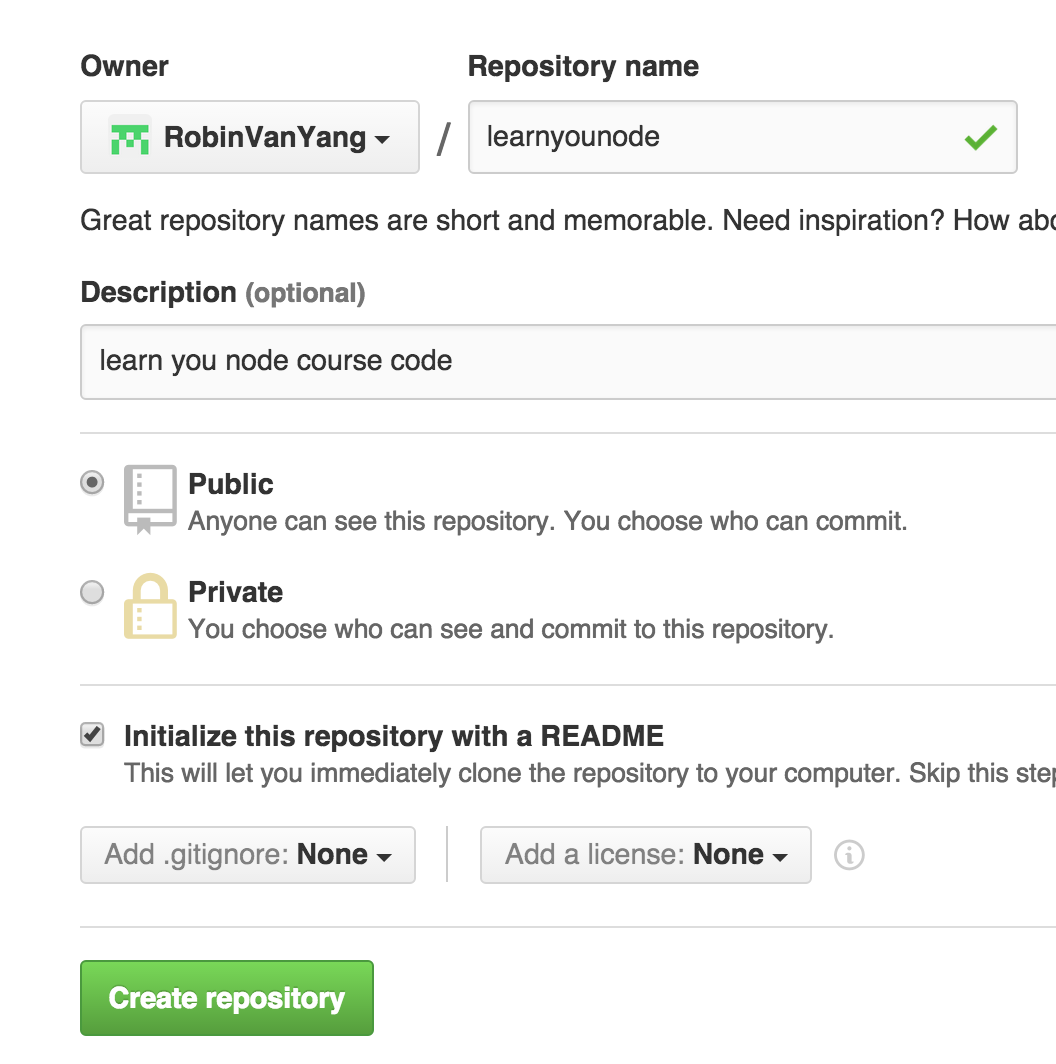 Owner
Repository name
RobinVanYang / learnyounode
Great repository names are short and memorable. Need inspiration? How
Description (optional)
learn you node course code
Public
Anyone can see this repository. You choose who can commit.
Private
You choose who can see and commit to this repository.
Initialize this repository with a README
This will let you immediately clone the repository to your computer. Skip this
Add .gitignore: None
Add a license: None
Create repository